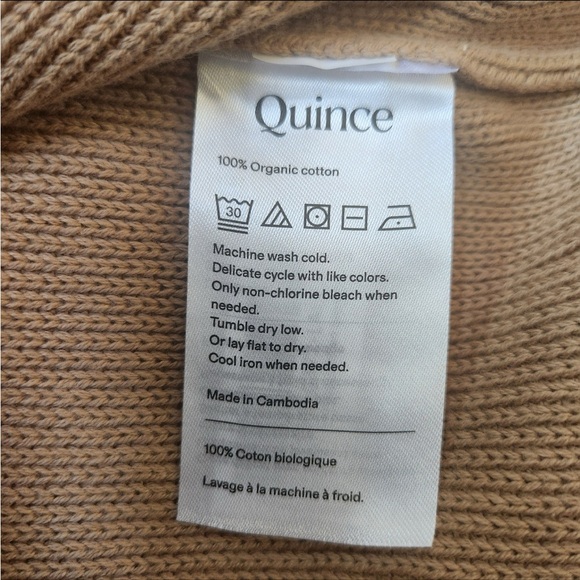 Quince
100% Organic cotton
30
Machine wash cold.
Delicate cycle with like colors.
Only non-chlorine bleach when
needed.
Tumble dry low.
Or lay flat to dry.
Cool iron when needed.
Made in Cambodia
100% Coton biologique
Lavage à la machine à froid.